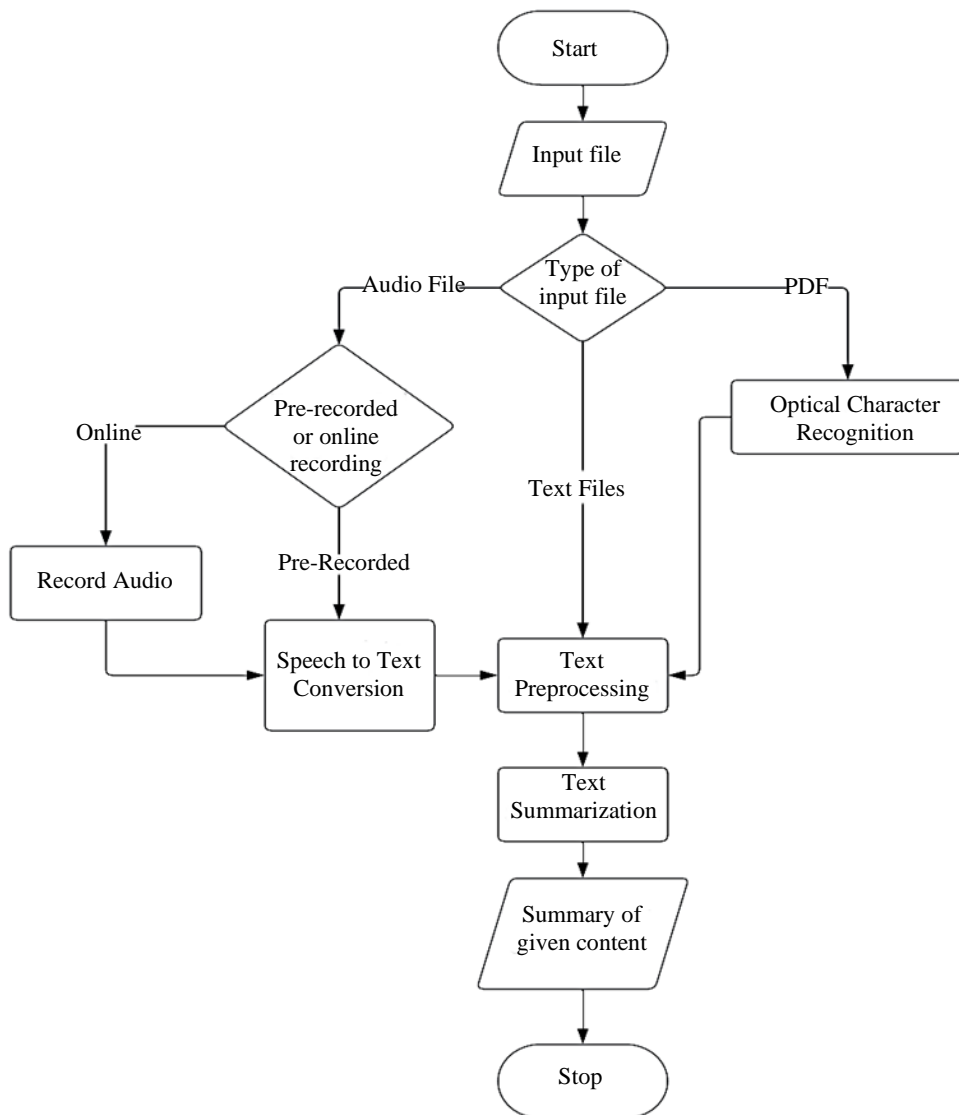 Start
Input file
Type of
input file
Audio File
PDF
Pre-recorded
or online
recording
Optical Character
Recognition
Online
Text Files
Pre-Recorded
Record Audio
Speech to Text
Conversion
Text
Preprocessing
Text
Summarization
Summary of
given content
Stop